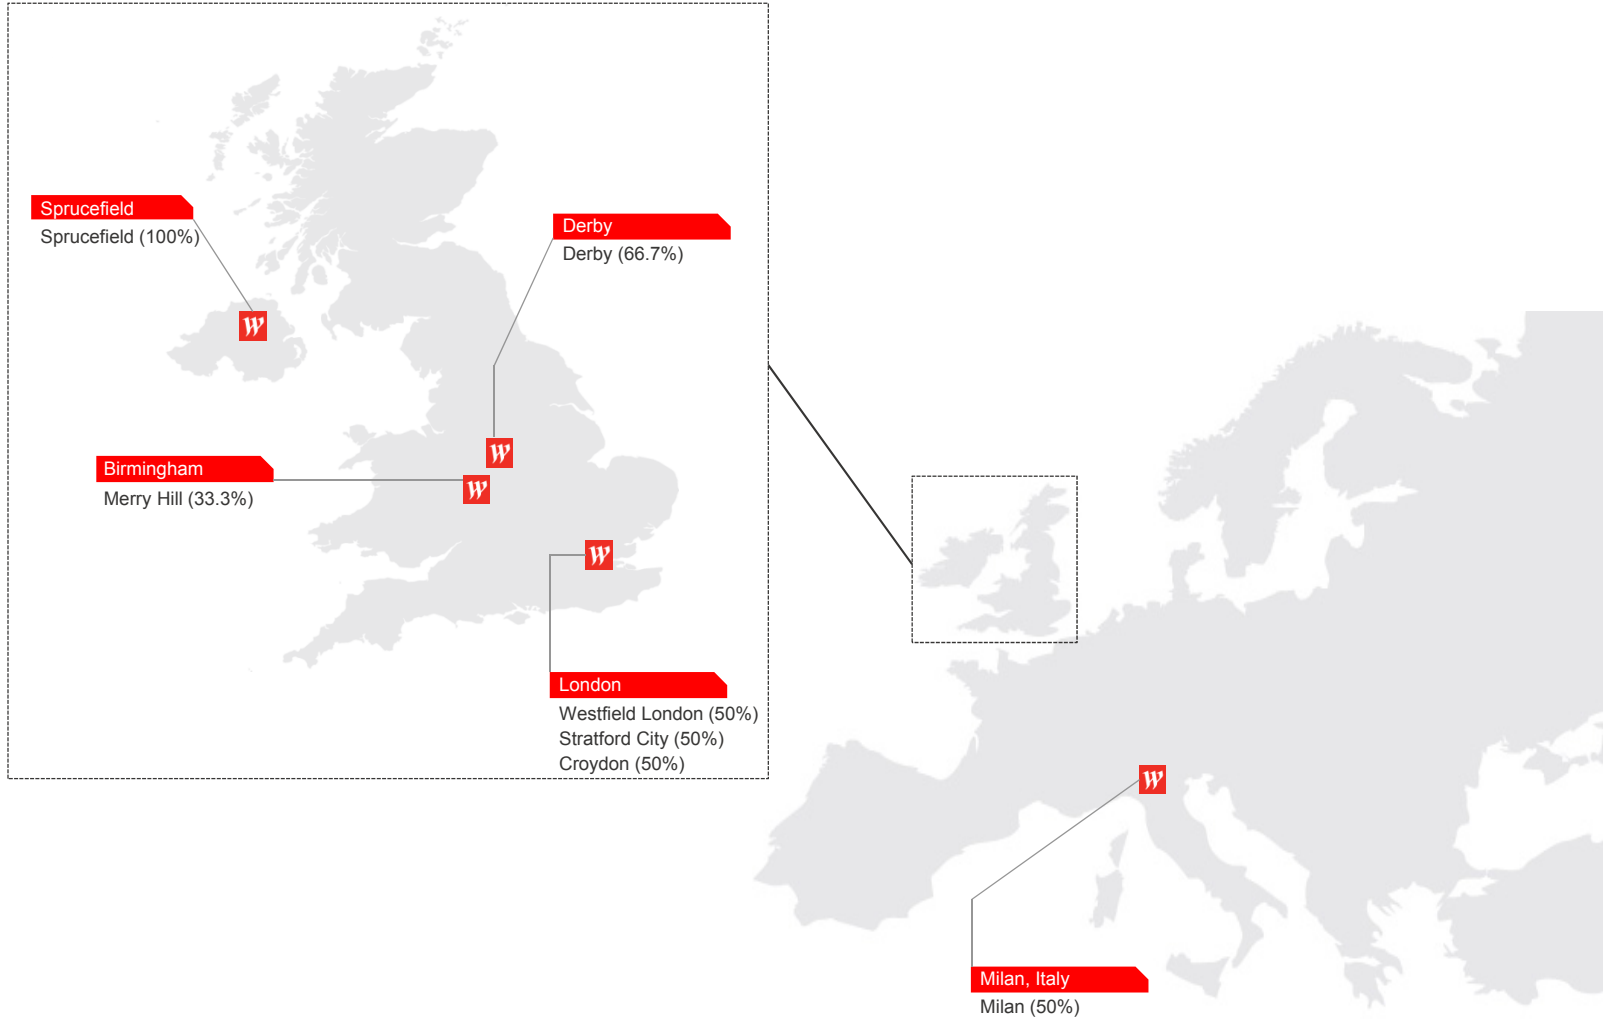 Sprucefield
Sprucefield (100%)
Derby
Derby (66.7%)
W
Birmingham
Merry Hill (33.3%)
W
W
W
London
Westfield London (50%)
Stratford City (50%)
Croydon (50%)
W
Milan, Italy
Milan (50%)